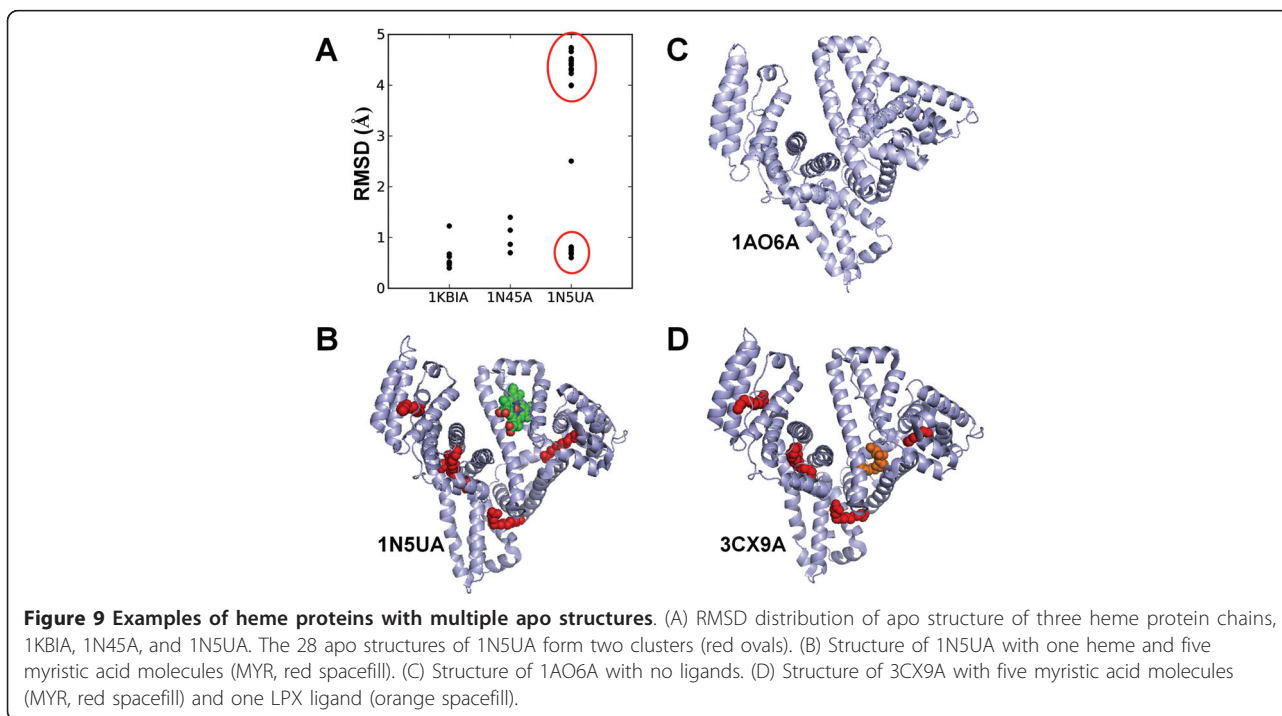 A
RMSD (Å)
5
4
3
2
1
0
1KBIA 1N45A 1N5UA
C
1AO6A
B
1N5UA
D
3CX9A
Figure 9 Examples of heme proteins with multiple apo structures. (A) RMSD distribution of apo structure of three heme protein chains,
1KBIA, 1N45A, and 1N5UA. The 28 apo structures of 1N5UA form two clusters (red ovals). (B) Structure of 1N5UA with one heme and five
myristic acid molecules (MYR, red spacefill). (C) Structure of 1AO6A with no ligands. (D) Structure of 3CX9A with five myristic acid molecules
(MYR, red spacefill) and one LPX ligand (orange spacefill).